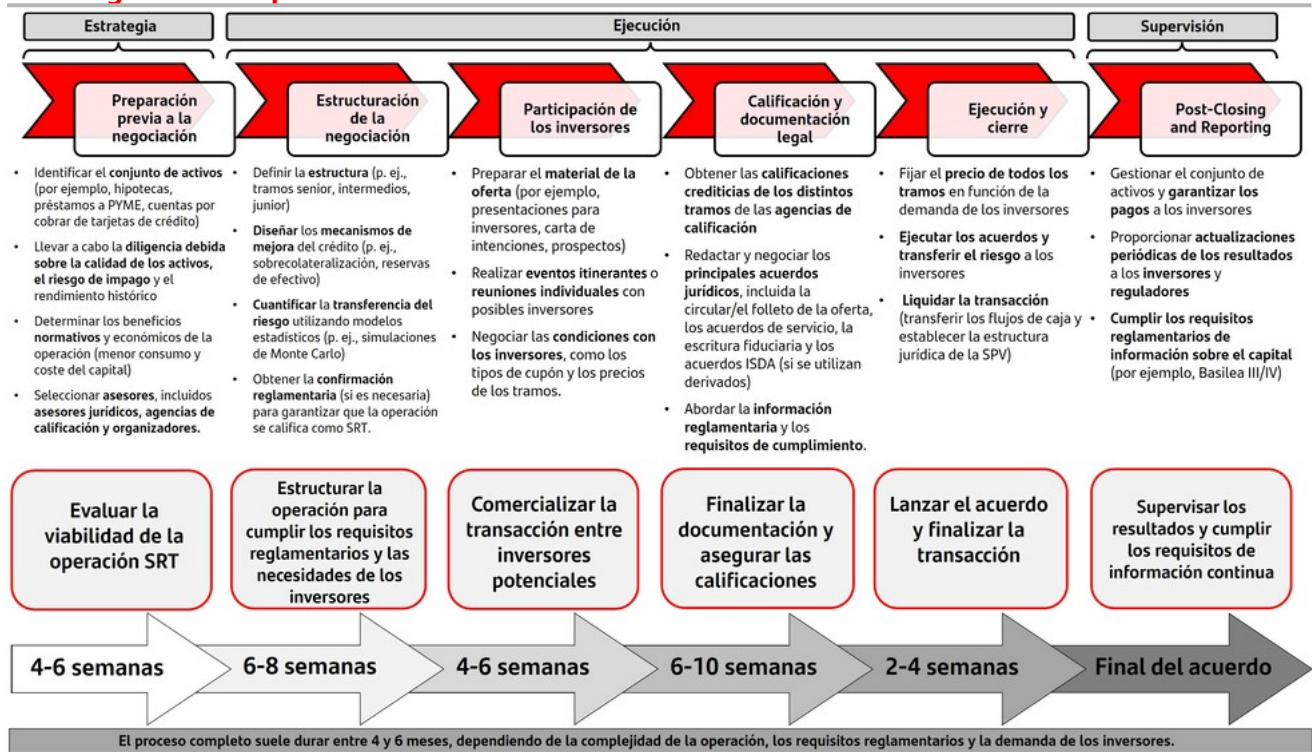 Estrategia
Ejecución
Supervisión
Preparación
previa a la
negociación
• Identificar el conjunto de activos
(por ejemplo, hipotecas,
préstamos a PYME, cuentas por
cobrar de tarjetas de crédito)
• Llevar a cabo la diligencia debida
sobre la calidad de los activos,
el riesgo de impago y el
rendimiento histórico
• Determinar los beneficios
normativos y económicos de la
operación (menor consumo y
coste del capital)
• Seleccionar asesores, incluidos
asesores jurídicos, agencias de
calificación y organizadores.
Estructuración
de la
negociación
• Definir la estructura (p. ej.,
tramos senior, intermedios,
junior)
• Diseñar los mecanismos de
mejora del crédito (p. ej.,
sobrecolateralización, reservas
de efectivo)
• Cuantificar la transferencia del
riesgo utilizando modelos
estadísticos (p. ej., simulaciones
de Monte Carlo)
• Obtener la confirmación
reglamentaria (si es necesaria)
para garantizar que la operación
se califica como SRT.
Participación de
los inversores
• Preparar el material de la
oferta (por ejemplo,
presentaciones para
inversores, carta de
intenciones, prospectos)
• Realizar eventos itinerantes o
reuniones individuales con
posibles inversores
• Negociar las condiciones con
los inversores, como los
tipos de cupón y los precios
de los tramos.
Calificación y
documentación
legal
• Obtener las calificaciones
crediticias de los distintos
tramos de las agencias de
calificación
• Redactar y negociar los
principales acuerdos
jurídicos, incluida la
circular/el folleto de la oferta,
los acuerdos de servicio, la
escritura fiduciaria y los
acuerdos ISDA (si se utilizan
derivados)
• Abordar la información
reglamentaria y los
requisitos de cumplimiento.
Ejecución y
cierre
• Fijar el precio de todos los
tramos en función de la
demanda de los inversores
• Ejecutar los acuerdos y
transferir el riesgo a los
inversores
• Liquidar la transacción
(transferir los flujos de caja y
establecer la estructura
jurídica de la SPV)
Post-Closing
and Reporting
• Gestionar el conjunto de
activos y garantizar los
pagos a los inversores
• Proporcionar actualizaciones
periódicas de los resultados
a los inversores y
reguladores
• Cumplir los requisitos
reglamentarios de
información sobre el capital
(por ejemplo, Basilea III/IV)
Evaluar la
viabilidad de la
operación SRT
Estructurar la
operación para
cumplir los requisitos
reglamentarios y las
necesidades de los
inversores
Comercializar la
transacción entre
inversores
potenciales
Finalizar la
documentación y
asegurar las
calificaciones
Lanzar el acuerdo
y finalizar la
transacción
Supervisar los
resultados y cumplir
los requisitos de
información continua
4-6 semanas
6-8 semanas
4-6 semanas
6-10 semanas
2-4 semanas
Final del acuerdo
El proceso completo suele durar entre 4 y 6 meses, dependiendo de la complejidad de la operación, los requisitos reglamentarios y la demanda de los inversores.